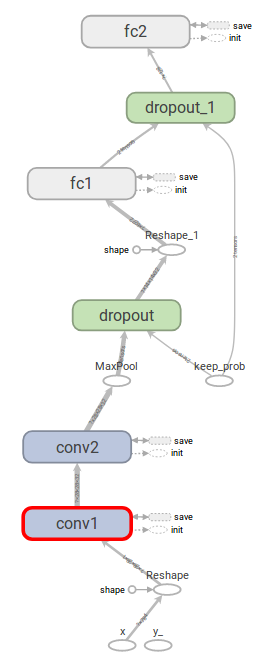 fc2
save
init
dropout_1
fc1
save
init
Reshape_1
shape
dropout
MaxPool
keep_prob
conv2
save
init
conv1
save
init
Reshape
shape
x
y_